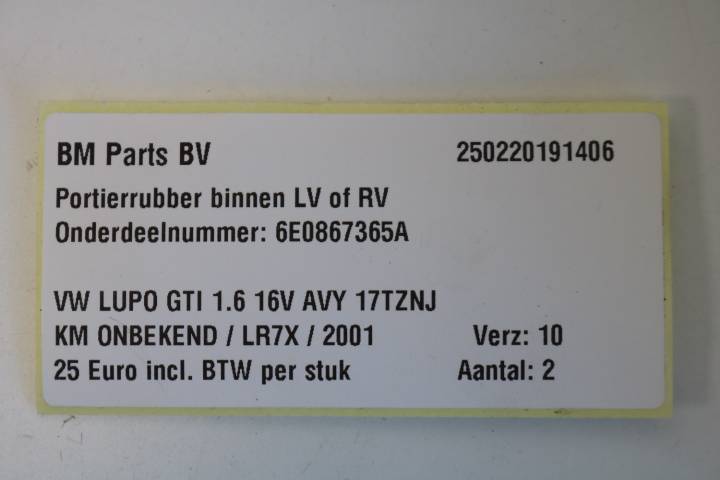 BM Parts BV 250220191406
Portierrubber binnen LV of RV
Onderdeelnummer: 6E0867365A
VW LUPO GTI 1.6 16V AVY 17TZNJ
KM ONBEKEND / LR7X / 2001 Verz: 10
25 Euro incl. BTW per stuk Aantal: 2